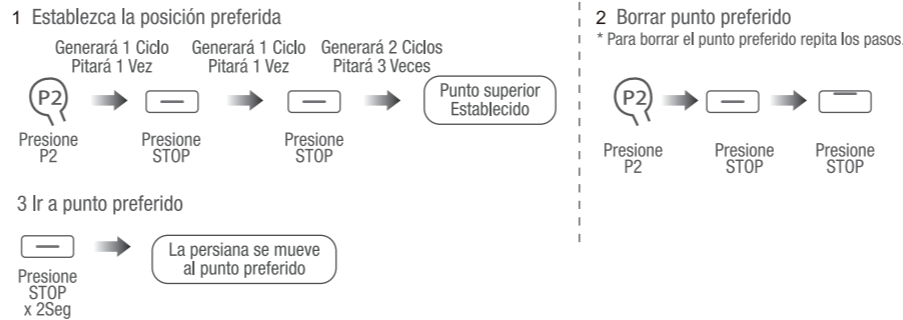 1 Establezca la posición preferida
Generará 1 Ciclo
Pitará 1 Vez
Generará 1 Ciclo
Pitará 1 Vez
Generará 2 Ciclos
Pitará 3 Veces
P2
Presione
P2
Presione
STOP
Presione
STOP
Punto superior
Establecido
2 Borrar punto preferido
* Para borrar el punto preferido repita los pasos.
P2
Presione
P2
Presione
STOP
Presione
STOP
3 Ir a punto preferido
Presione
STOP
x 2Seg
La persiana se mueve
al punto preferido